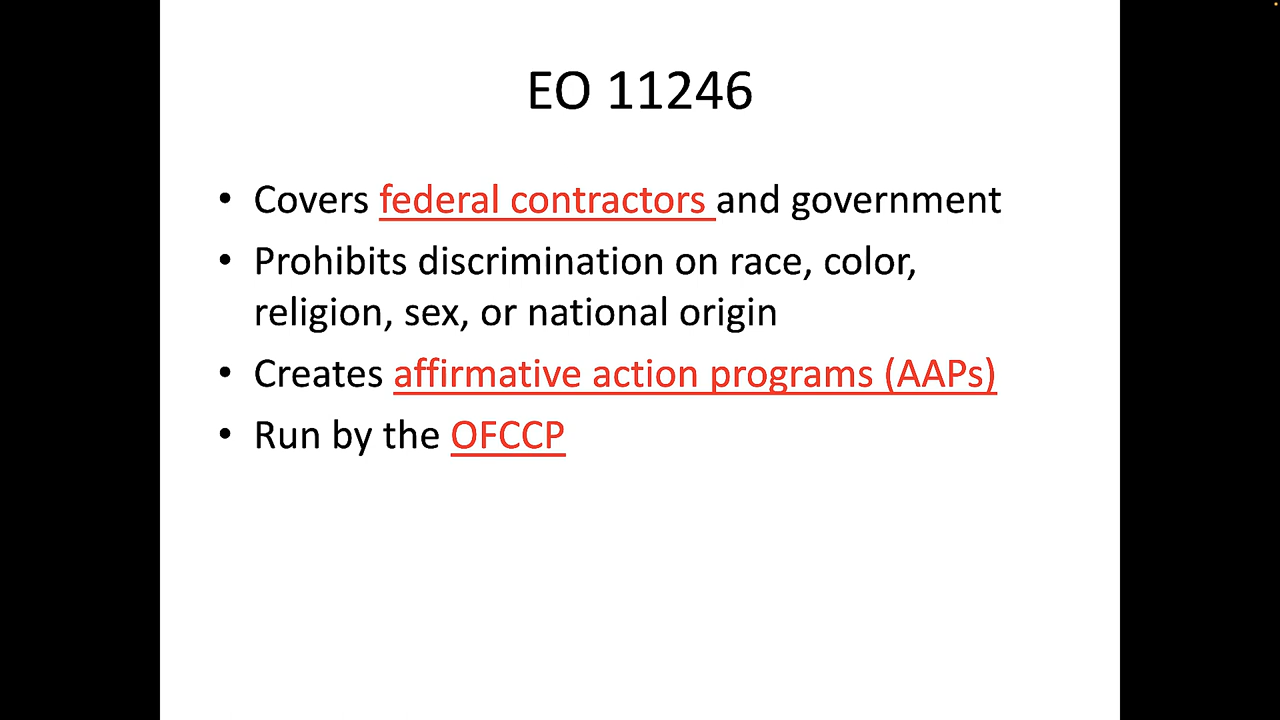 EO 11246
• Covers federal contractors and government
• Prohibits discrimination on race, color,
religion, sex, or national origin
• Creates affirmative action programs (AAPs)
• Run by the OFCCP